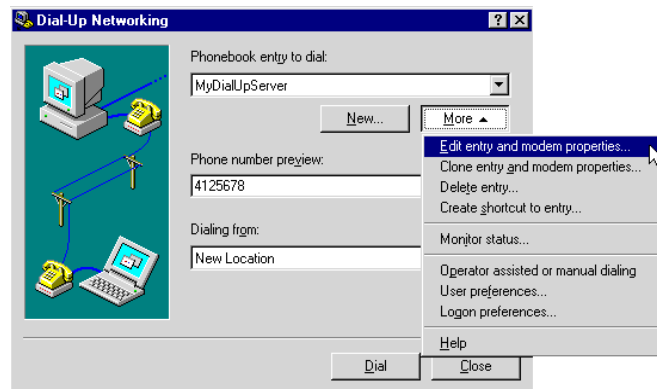 Dial-Up Networking
Phonebook entry to dial:
MyDialUpServer
New...
More
Edit entry and modem properties...
Clone entry and modem properties...
Delete entry...
Create shortcut to entry...
Monitor status...
Operator assisted or manual dialing
User preferences...
Logon preferences...
Help
Phone number preview:
4125678
Dialing from:
New Location
Dial
Close